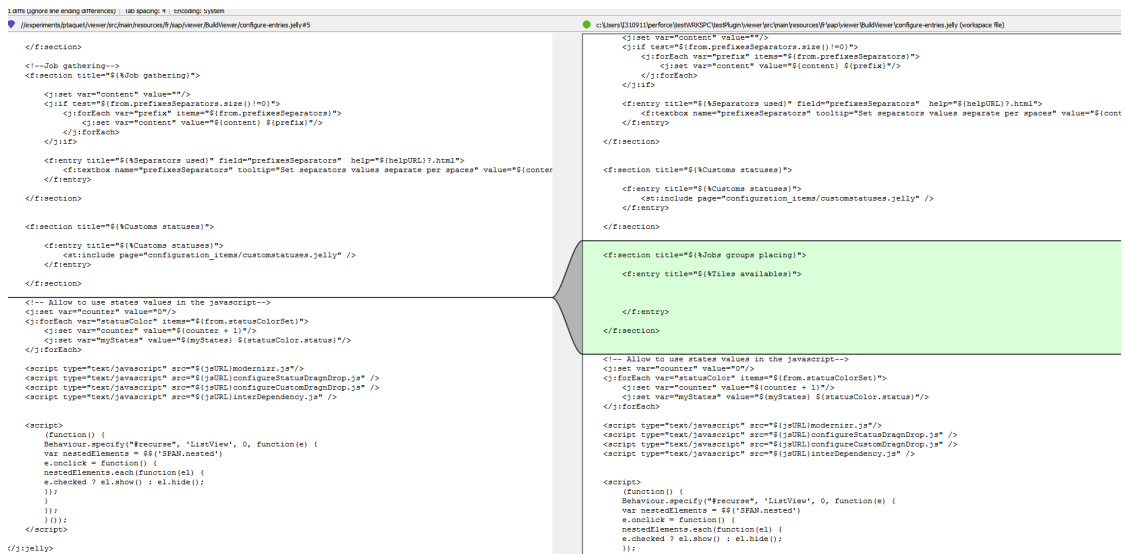 1 diffs (Ignore line ending differences) | Tab spacing: 4 | Encoding: System
//experiments/ptaquet/viewer/src/main/resources/fr/sap/viewer/BuildViewer/configure-entries.jelly#5
</f:section>
<!--Job gathering-->
<f:section title="${%Job gathering}">
<j:set var="content" value=""/>
<j:if test="${from.prefixesSeparators.size()!=0}">
<j:forEach var="prefix" items="${from.prefixesSeparators}">
<j:set var="content" value="${content} ${prefix}"/>
</j:forEach>
</j:if>
<f:entry title="${%Separators used}" field="prefixesSeparators"  help="${helpURL}?.html">
<f:textbox name="prefixesSeparators" tooltip="Set separators values separate per spaces" value="${conten
</f:entry>
</f:section>
<f:section title="${%Customs statuses}">
<f:entry title="${%Customs statuses}">
<st:include page="configuration_items/customstatuses.jelly" />
</f:entry>
</f:section>
<!-- Allow to use states values in the javascript-->
<j:set var="counter" value="0"/>
<j:forEach var="statusColor" items="${from.statusColorSet}">
<j:set var="counter" value="${counter + 1}"/>
<j:set var="myStates" value="${myStates} ${statusColor.status}"/>
</j:forEach>
<script type="text/javascript" src="${jsURL}modernizr.js"/>
<script type="text/javascript" src="${jsURL}configureStatusDragnDrop.js" />
<script type="text/javascript" src="${jsURL}configureCustomDragnDrop.js" />
<script type="text/javascript" src="${jsURL}interDependency.js" />
<script>
(function() {
Behaviour.specify("#recurse", 'ListView', 0, function(e) {
var nestedElements = $$('SPAN.nested')
e.onclick = function() {
nestedElements.each(function(el) {
e.checked ? el.show() : el.hide();
});
}
});
}());
</script>
</j:jelly>
c:\Users\I310911\perforce\testWRKSPC\testPlugin\viewer\src\main\resources\fr\sap\viewer\BuildViewer\configure-entries.jelly (workspace file)
<j:set var="content" value=""/>
<j:if test="${from.prefixesSeparators.size()!=0}">
<j:forEach var="prefix" items="${from.prefixesSeparators}">
<j:set var="content" value="${content} ${prefix}"/>
</j:forEach>
</j:if>
<f:entry title="${%Separators used}" field="prefixesSeparators"  help="${helpURL}?.html">
<f:textbox name="prefixesSeparators" tooltip="Set separators values separate per spaces" value="${cont
</f:entry>
</f:section>
<f:section title="${%Customs statuses}">
<f:entry title="${%Customs statuses}">
<st:include page="configuration_items/customstatuses.jelly" />
</f:entry>
</f:section>
<f:section title="${%Jobs groups placing}">
<f:entry title="${%Tiles availables}">
</f:entry>
</f:section>
<!-- Allow to use states values in the javascript-->
<j:set var="counter" value="0"/>
<j:forEach var="statusColor" items="${from.statusColorSet}">
<j:set var="counter" value="${counter + 1}"/>
<j:set var="myStates" value="${myStates} ${statusColor.status}"/>
</j:forEach>
<script type="text/javascript" src="${jsURL}modernizr.js"/>
<script type="text/javascript" src="${jsURL}configureStatusDragnDrop.js" />
<script type="text/javascript" src="${jsURL}configureCustomDragnDrop.js" />
<script type="text/javascript" src="${jsURL}interDependency.js" />
<script>
(function() {
Behaviour.specify("#recurse", 'ListView', 0, function(e) {
var nestedElements = $$('SPAN.nested')
e.onclick = function() {
nestedElements.each(function(el) {
e.checked ? el.show() : el.hide();
});